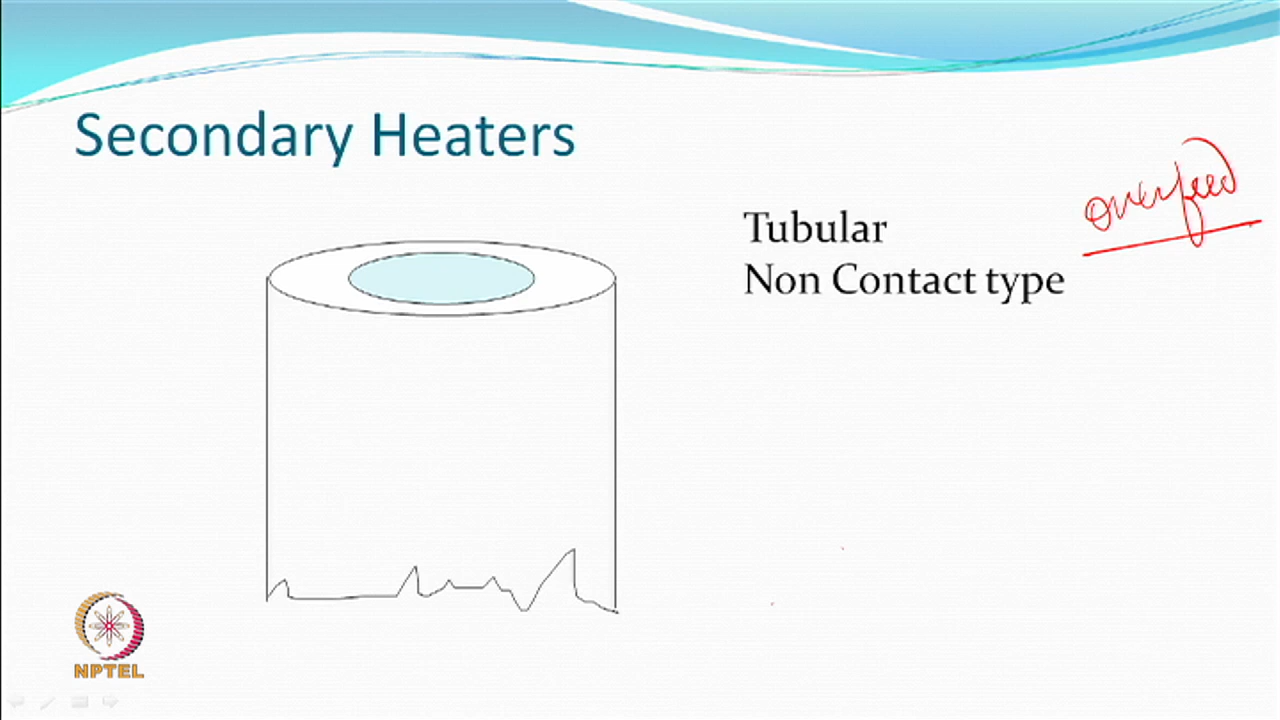 Secondary Heaters
overfeed
Tubular
Non Contact type
NPTEL